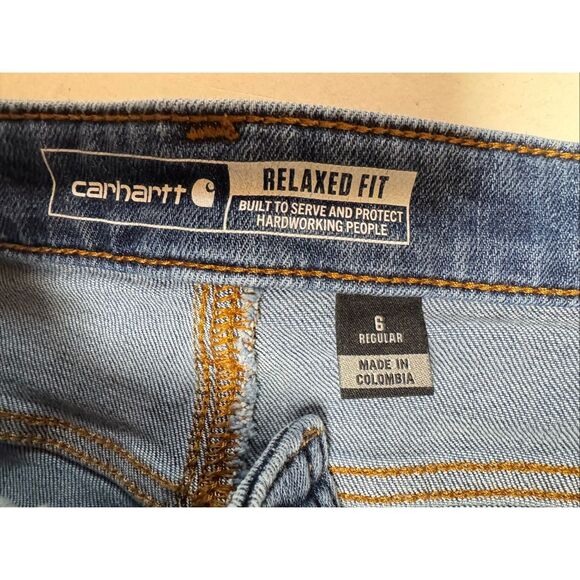 carhartt
RELAXED FIT
BUILT TO SERVE AND PROTECT
HARDWORKING PEOPLE
6
REGULAR
MADE IN
COLOMBIA